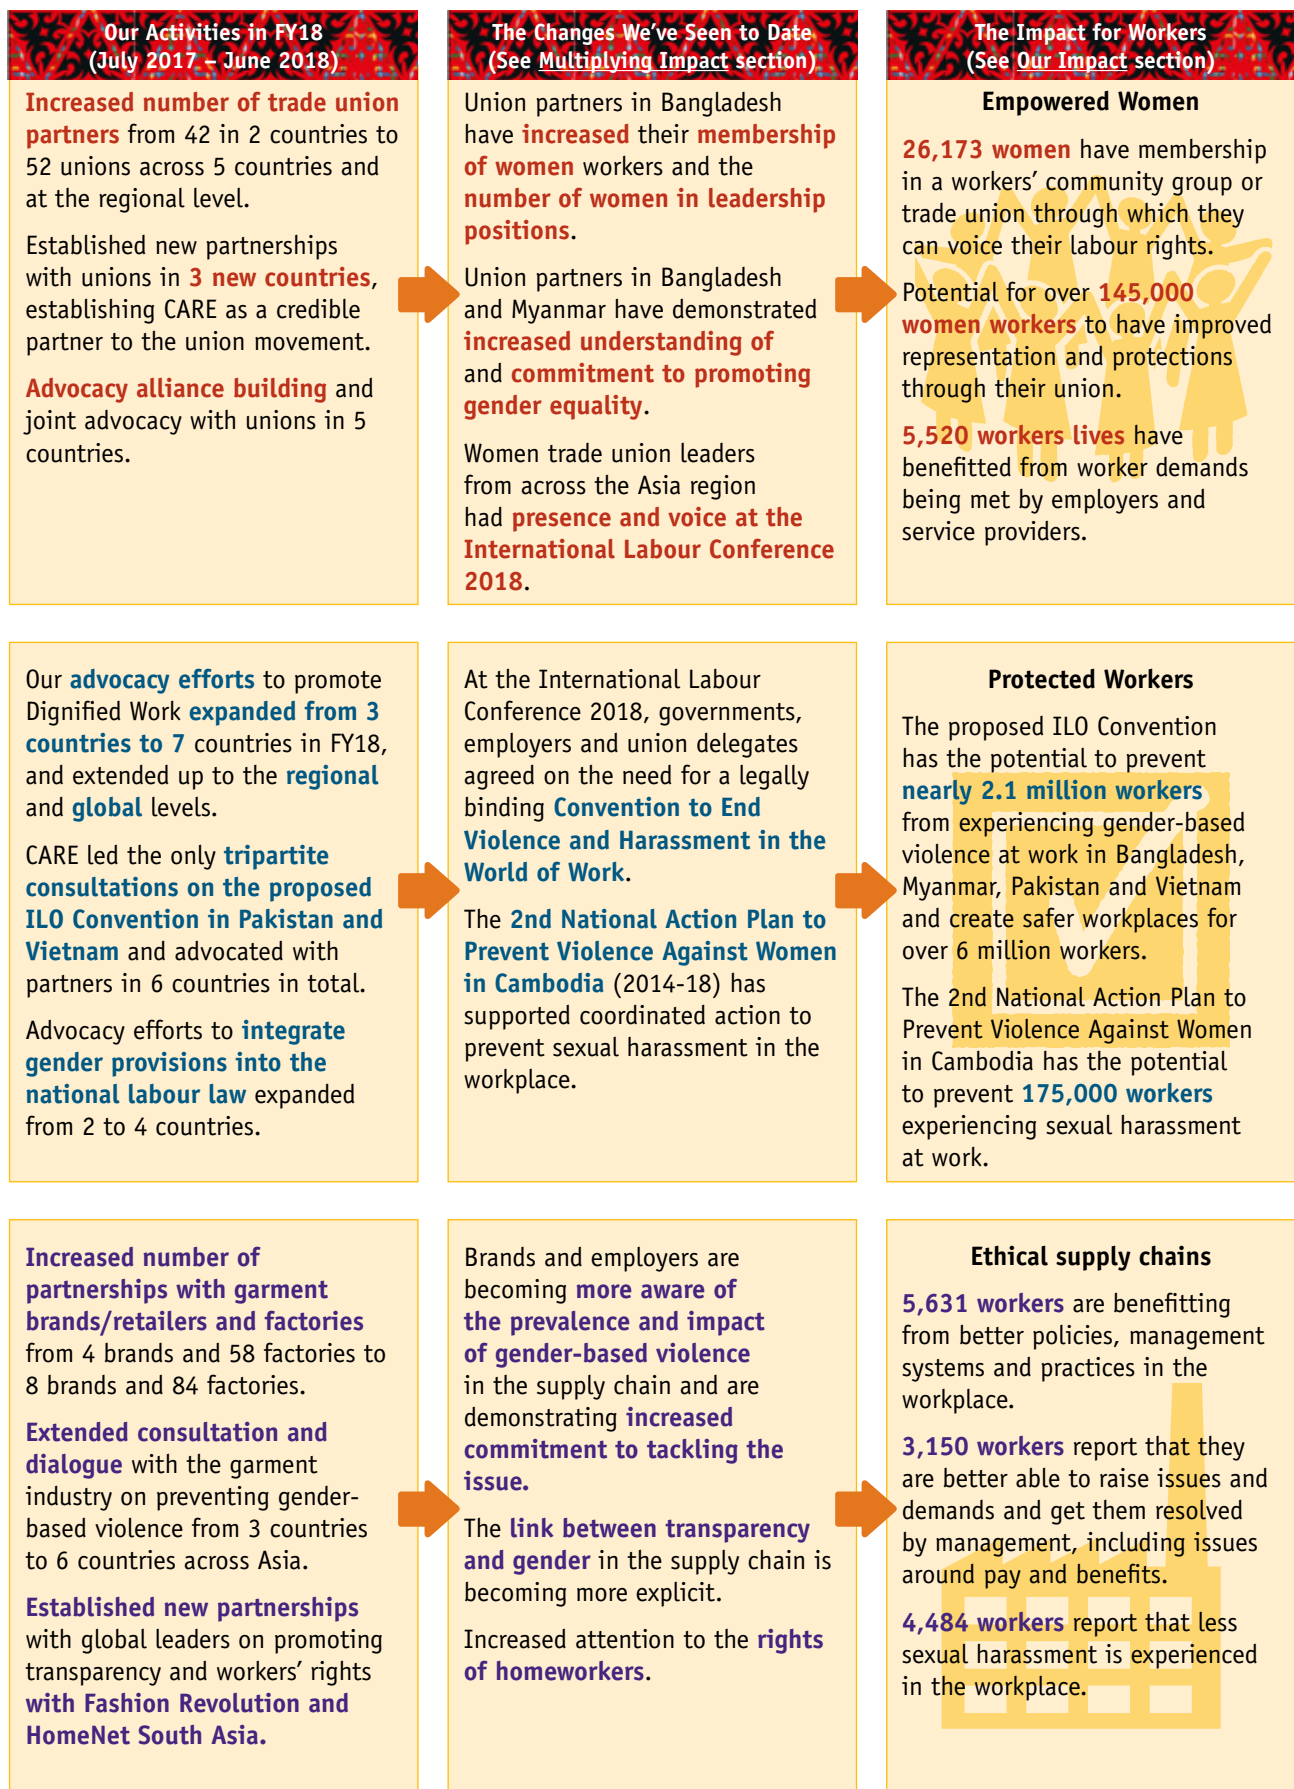 Our Activities in FY18
(July 2017 – June 2018)
The Changes We've Seen to Date
(See Multiplying Impact section)
The Impact for Workers
(See Our Impact section)
Increased number of trade union
partners from 42 in 2 countries to
52 unions across 5 countries and
at the regional level.
Established new partnerships
with unions in 3 new countries,
establishing CARE as a credible
partner to the union movement.
Advocacy alliance building and
joint advocacy with unions in 5
countries.
Union partners in Bangladesh
have increased their membership
of women workers and the
number of women in leadership
positions.
Union partners in Bangladesh
and Myanmar have demonstrated
increased understanding of
and commitment to promoting
gender equality.
Women trade union leaders
from across the Asia region
had presence and voice at the
International Labour Conference
2018.
Empowered Women
26,173 women have membership
in a workers' community group or
trade union through which they
can voice their labour rights.
Potential for over 145,000
women workers to have improved
representation and protections
through their union.
5,520 workers lives have
benefitted from worker demands
being met by employers and
service providers.
Our advocacy efforts to promote
Dignified Work expanded from 3
countries to 7 countries in FY18,
and extended up to the regional
and global levels.
CARE led the only tripartite
consultations on the proposed
ILO Convention in Pakistan and
Vietnam and advocated with
partners in 6 countries in total.
Advocacy efforts to integrate
gender provisions into the
national labour law expanded
from 2 to 4 countries.
At the International Labour
Conference 2018, governments,
employers and union delegates
agreed on the need for a legally
binding Convention to End
Violence and Harassment in the
World of Work.
The 2nd National Action Plan to
Prevent Violence Against Women
in Cambodia (2014-18) has
supported coordinated action to
prevent sexual harassment in the
workplace.
Protected Workers
The proposed ILO Convention
has the potential to prevent
nearly 2.1 million workers
from experiencing gender-based
violence at work in Bangladesh,
Myanmar, Pakistan and Vietnam
and create safer workplaces for
over 6 million workers.
The 2nd National Action Plan to
Prevent Violence Against Women
in Cambodia has the potential
to prevent 175,000 workers
experiencing sexual harassment
at work.
Increased number of
partnerships with garment
brands/retailers and factories
from 4 brands and 58 factories to
8 brands and 84 factories.
Extended consultation and
dialogue with the garment
industry on preventing gender-
based violence from 3 countries
to 6 countries across Asia.
Established new partnerships
with global leaders on promoting
transparency and workers' rights
with Fashion Revolution and
HomeNet South Asia.
Brands and employers are
becoming more aware of
the prevalence and impact
of gender-based violence
in the supply chain and are
demonstrating increased
commitment to tackling the
issue.
The link between transparency
and gender in the supply chain is
becoming more explicit.
Increased attention to the rights
of homeworkers.
Ethical supply chains
5,631 workers are benefitting
from better policies, management
systems and practices in the
workplace.
3,150 workers report that they
are better able to raise issues and
demands and get them resolved
by management, including issues
around pay and benefits.
4,484 workers report that less
sexual harassment is experienced
in the workplace.